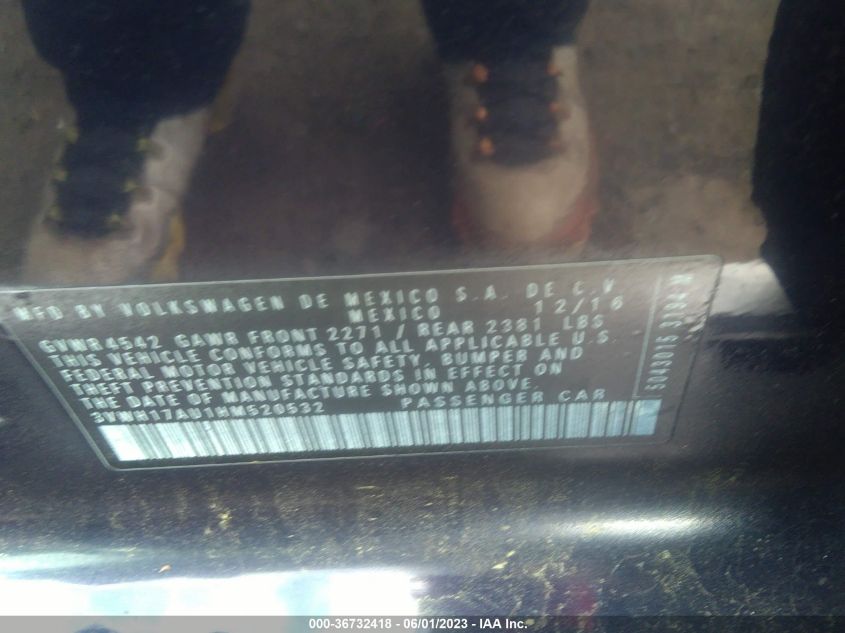 MFD BY VOLKSWAGEN DE MEXICO S.A. DE C.V.
MEXICO 12/16
GVWR4542 GAWR FRONT 2271 / REAR 2381 LBS
THIS VEHICLE CONFORMS TO ALL APPLICABLE U.S.
FEDERAL MOTOR VEHICLE SAFETY, BUMPER AND
THEFT PREVENTION STANDARDS IN EFFECT ON
THE DATE OF MANUFACTURE SHOWN ABOVE.
3VWH17AU1HM520532 PASSENGER CAR
000-36732418 - 06/01/2023 - IAA Inc.